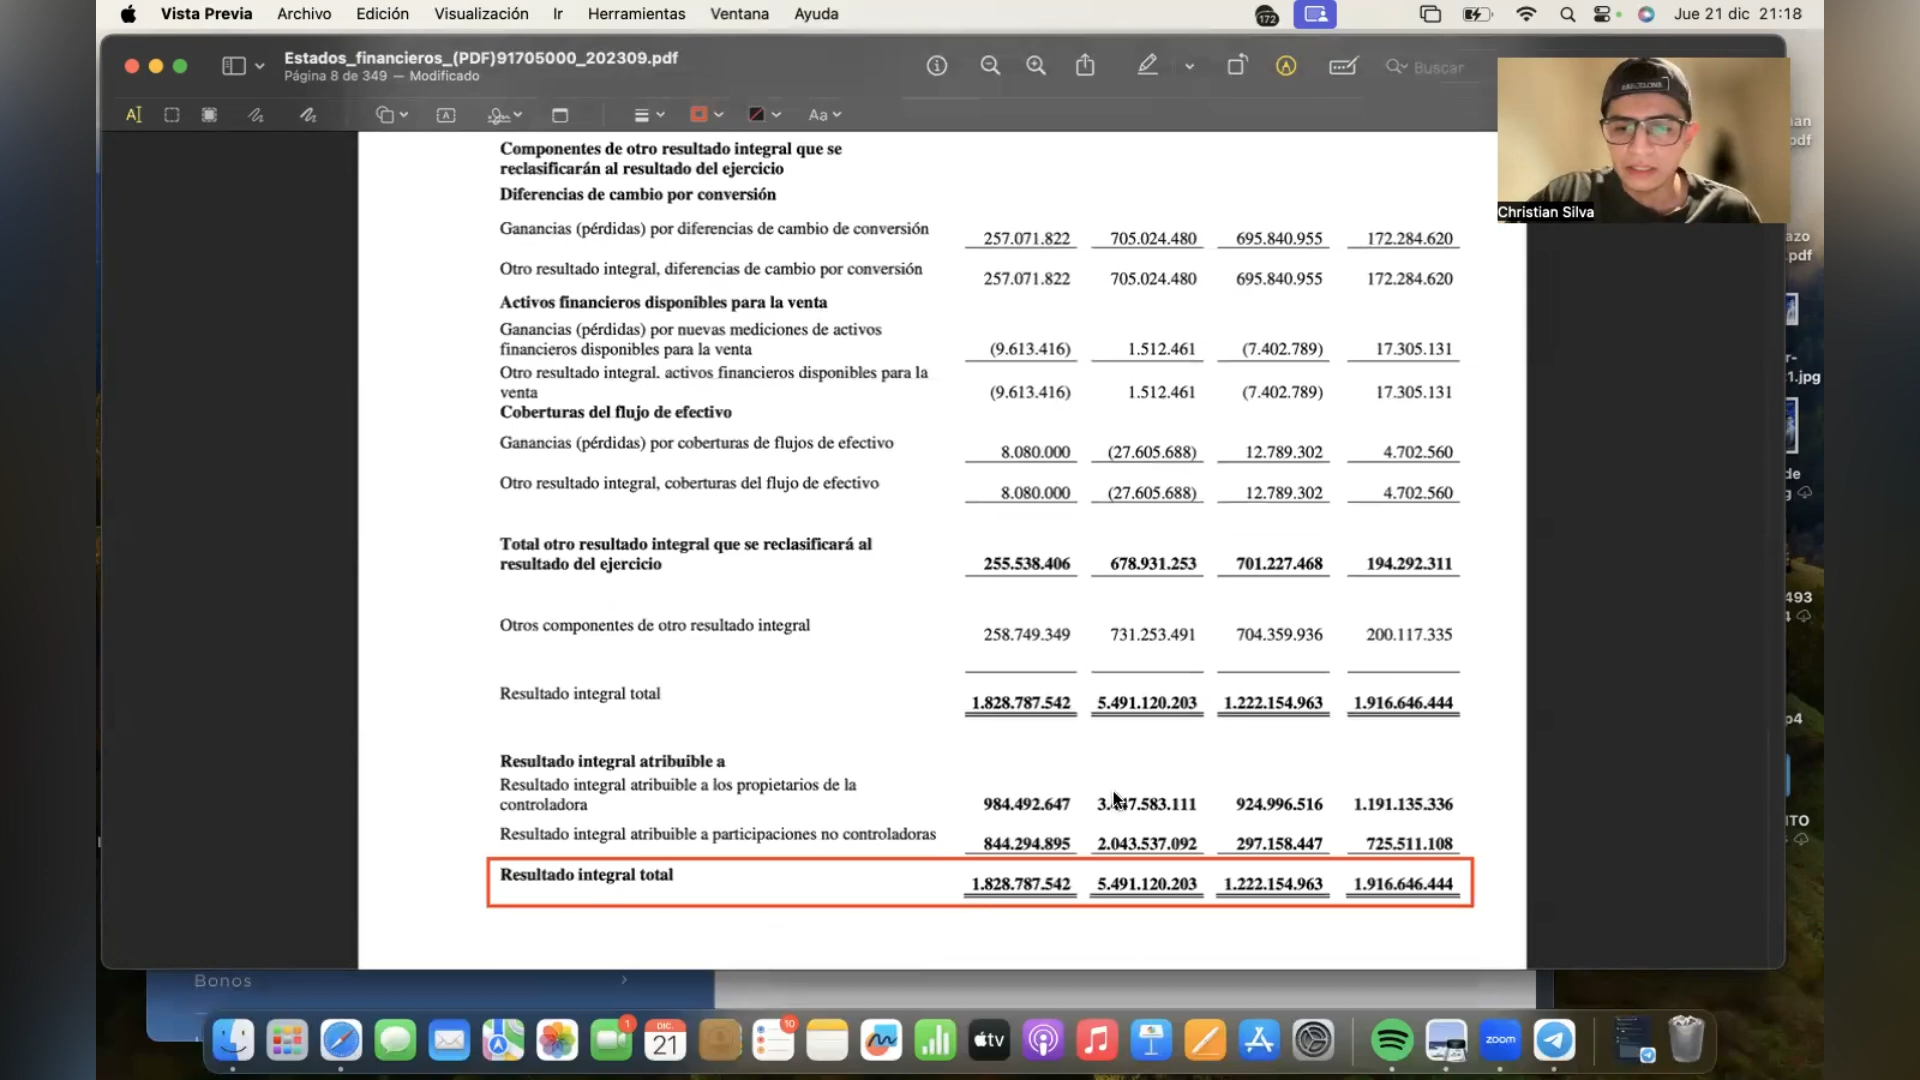 Vista Previa Archivo Edición Visualización Ir Herramientas Ventana Ayuda 172 Jue 21 dic 21:18
Estados_financieros_(PDF)91705000_202309.pdf
Página 8 de 349 — Modificado
Buscar
Aa
Christian Silva
Componentes de otro resultado integral que se
reclasificarán al resultado del ejercicio
Diferencias de cambio por conversión
Ganancias (pérdidas) por diferencias de cambio de conversión 257.071.822 705.024.480 695.840.955 172.284.620
Otro resultado integral, diferencias de cambio por conversión 257.071.822 705.024.480 695.840.955 172.284.620
Activos financieros disponibles para la venta
Ganancias (pérdidas) por nuevas mediciones de activos
financieros disponibles para la venta (9.613.416) 1.512.461 (7.402.789) 17.305.131
Otro resultado integral. activos financieros disponibles para la
venta (9.613.416) 1.512.461 (7.402.789) 17.305.131
Coberturas del flujo de efectivo
Ganancias (pérdidas) por coberturas de flujos de efectivo 8.080.000 (27.605.688) 12.789.302 4.702.560
Otro resultado integral, coberturas del flujo de efectivo 8.080.000 (27.605.688) 12.789.302 4.702.560
Total otro resultado integral que se reclasificará al
resultado del ejercicio 255.538.406 678.931.253 701.227.468 194.292.311
Otros componentes de otro resultado integral 258.749.349 731.253.491 704.359.936 200.117.335
Resultado integral total 1.828.787.542 5.491.120.203 1.222.154.963 1.916.646.444
Resultado integral atribuible a
Resultado integral atribuible a los propietarios de la
controladora 984.492.647 924.996.516 1.191.135.336
Resultado integral atribuible a participaciones no controladoras 844.294.895 2.043.537.092 297.158.447 725.511.108
Resultado integral total 1.828.787.542 5.491.120.203 1.222.154.963 1.916.646.444
Bonos
DIC.
21
1
10
tv
zoom